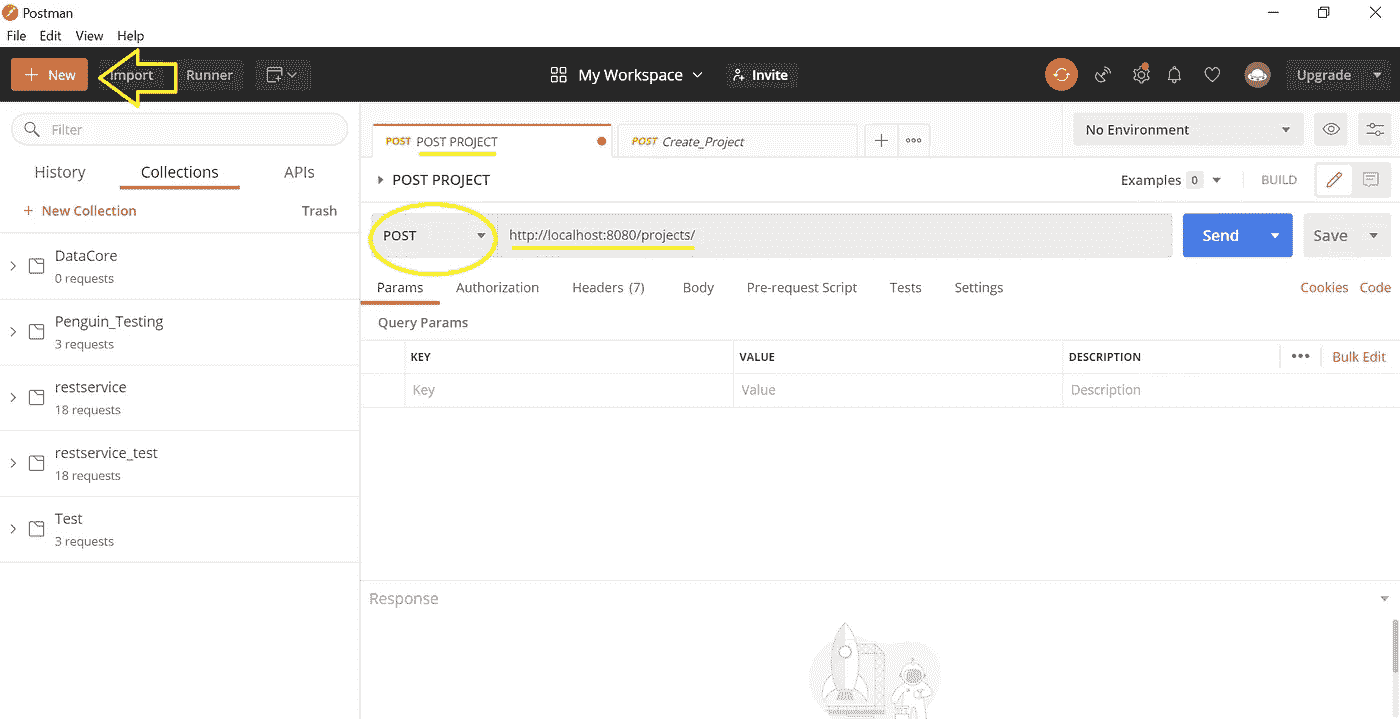 Postman
File Edit View Help
+ New Import Runner My Workspace Invite Upgrade
Filter
History Collections APIs
+ New Collection Trash
DataCore
0 requests
Penguin_Testing
3 requests
restservice
18 requests
restservice_test
18 requests
Test
3 requests
POST POST PROJECT POST Create_Project + No Environment
POST PROJECT Examples 0 BUILD
POST http://localhost:8080/projects/ Send Save
Params Authorization Headers (7) Body Pre-request Script Tests Settings Cookies Code
Query Params
KEY VALUE DESCRIPTION Bulk Edit
Key Value Description
Response